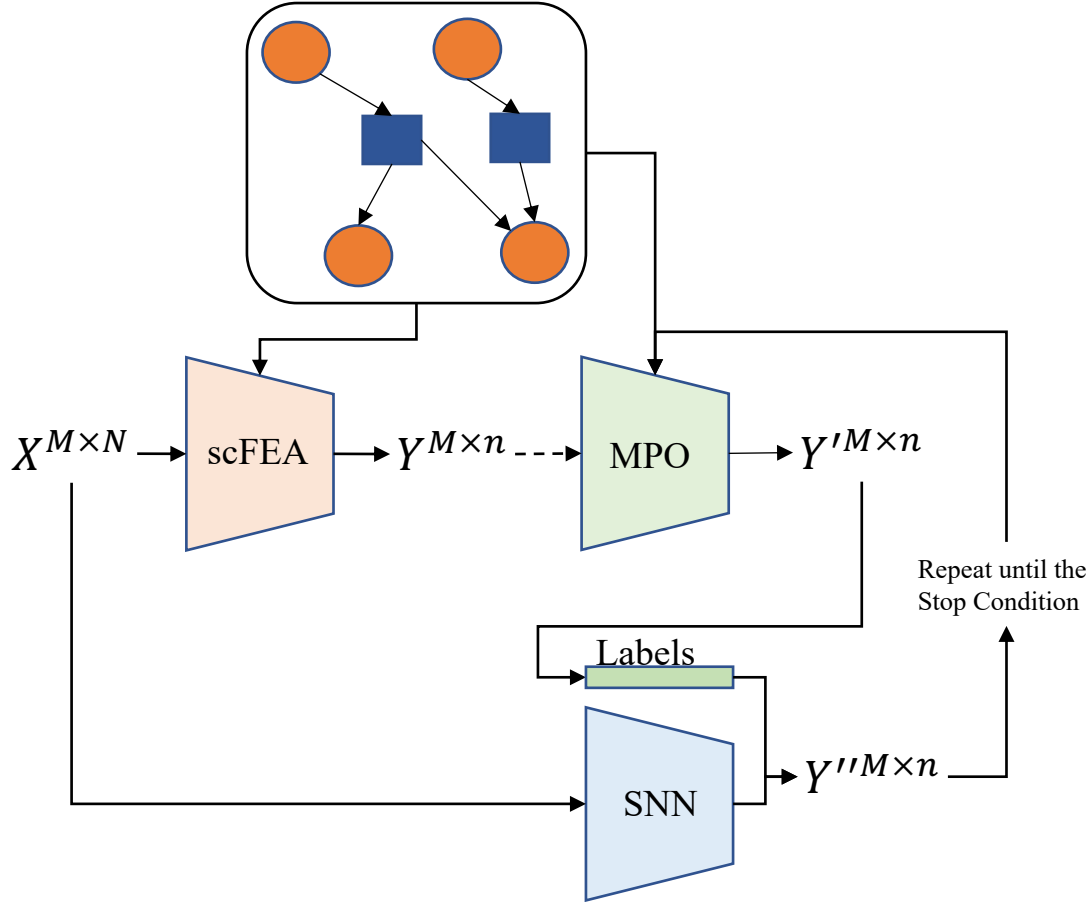 X^{M×N}
scFEA
Y^{M×n}
MPO
Y'^{M×n}
Repeat until the
Stop Condition
Labels
SNN
Y''^{M×n}